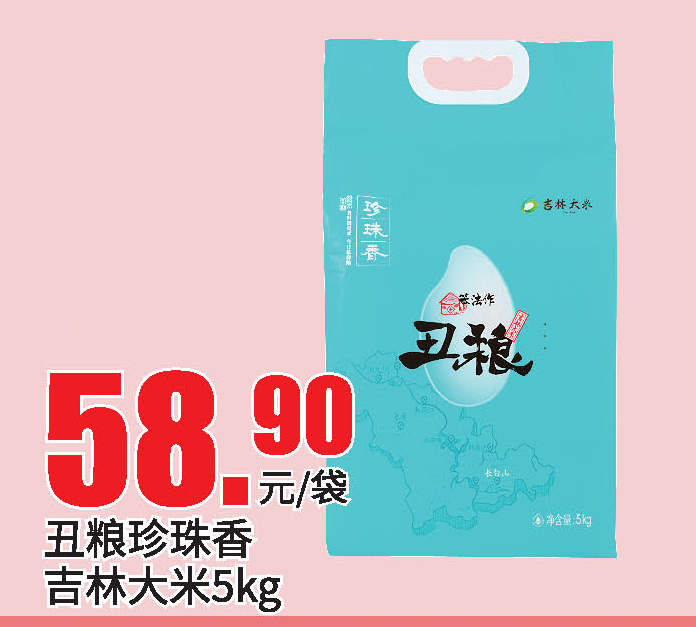 珍珠香
吉林大米
笨法作
丑粮
长白山
净含量:5kg
58.90
元/袋
丑粮珍珠香
吉林大米5kg